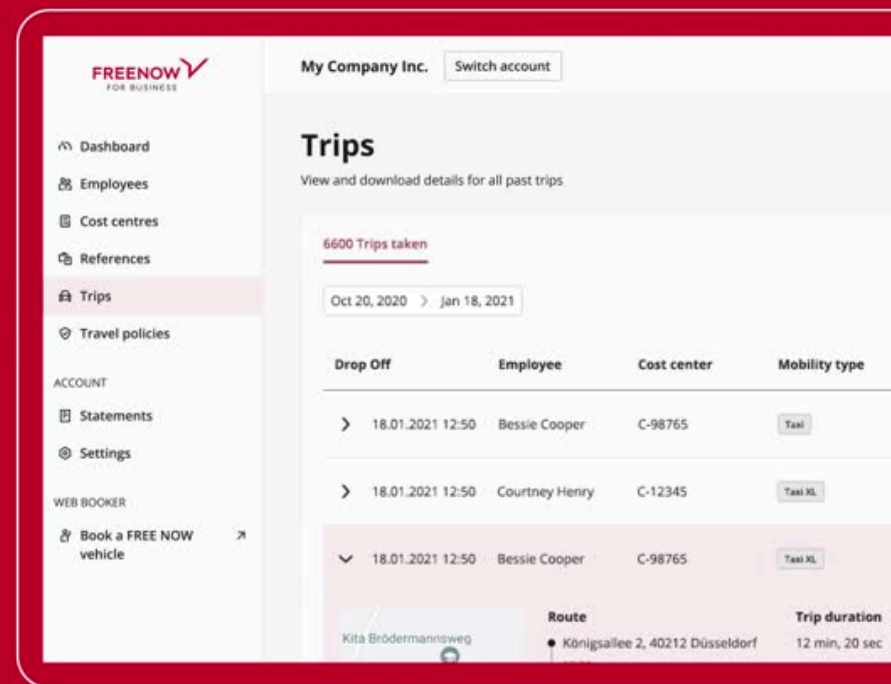 FREENOW
FOR BUSINESS
My Company Inc.
Switch account
Dashboard
Employees
Cost centres
References
Trips
Travel policies
ACCOUNT
Statements
Settings
WEB BOOKER
Book a FREE NOW
vehicle
Trips
View and download details for all past trips
6600 Trips taken
Oct 20, 2020 > Jan 18, 2021
Drop Off Employee Cost center Mobility type
18.01.2021 12:50 Bessie Cooper C-98765 Taxi
18.01.2021 12:50 Courtney Henry C-12345 Taxi XL
18.01.2021 12:50 Bessie Cooper C-98765 Taxi XL
Kita Brödermannsweg
Route
Königsallee 2, 40212 Düsseldorf
Trip duration
12 min, 20 sec